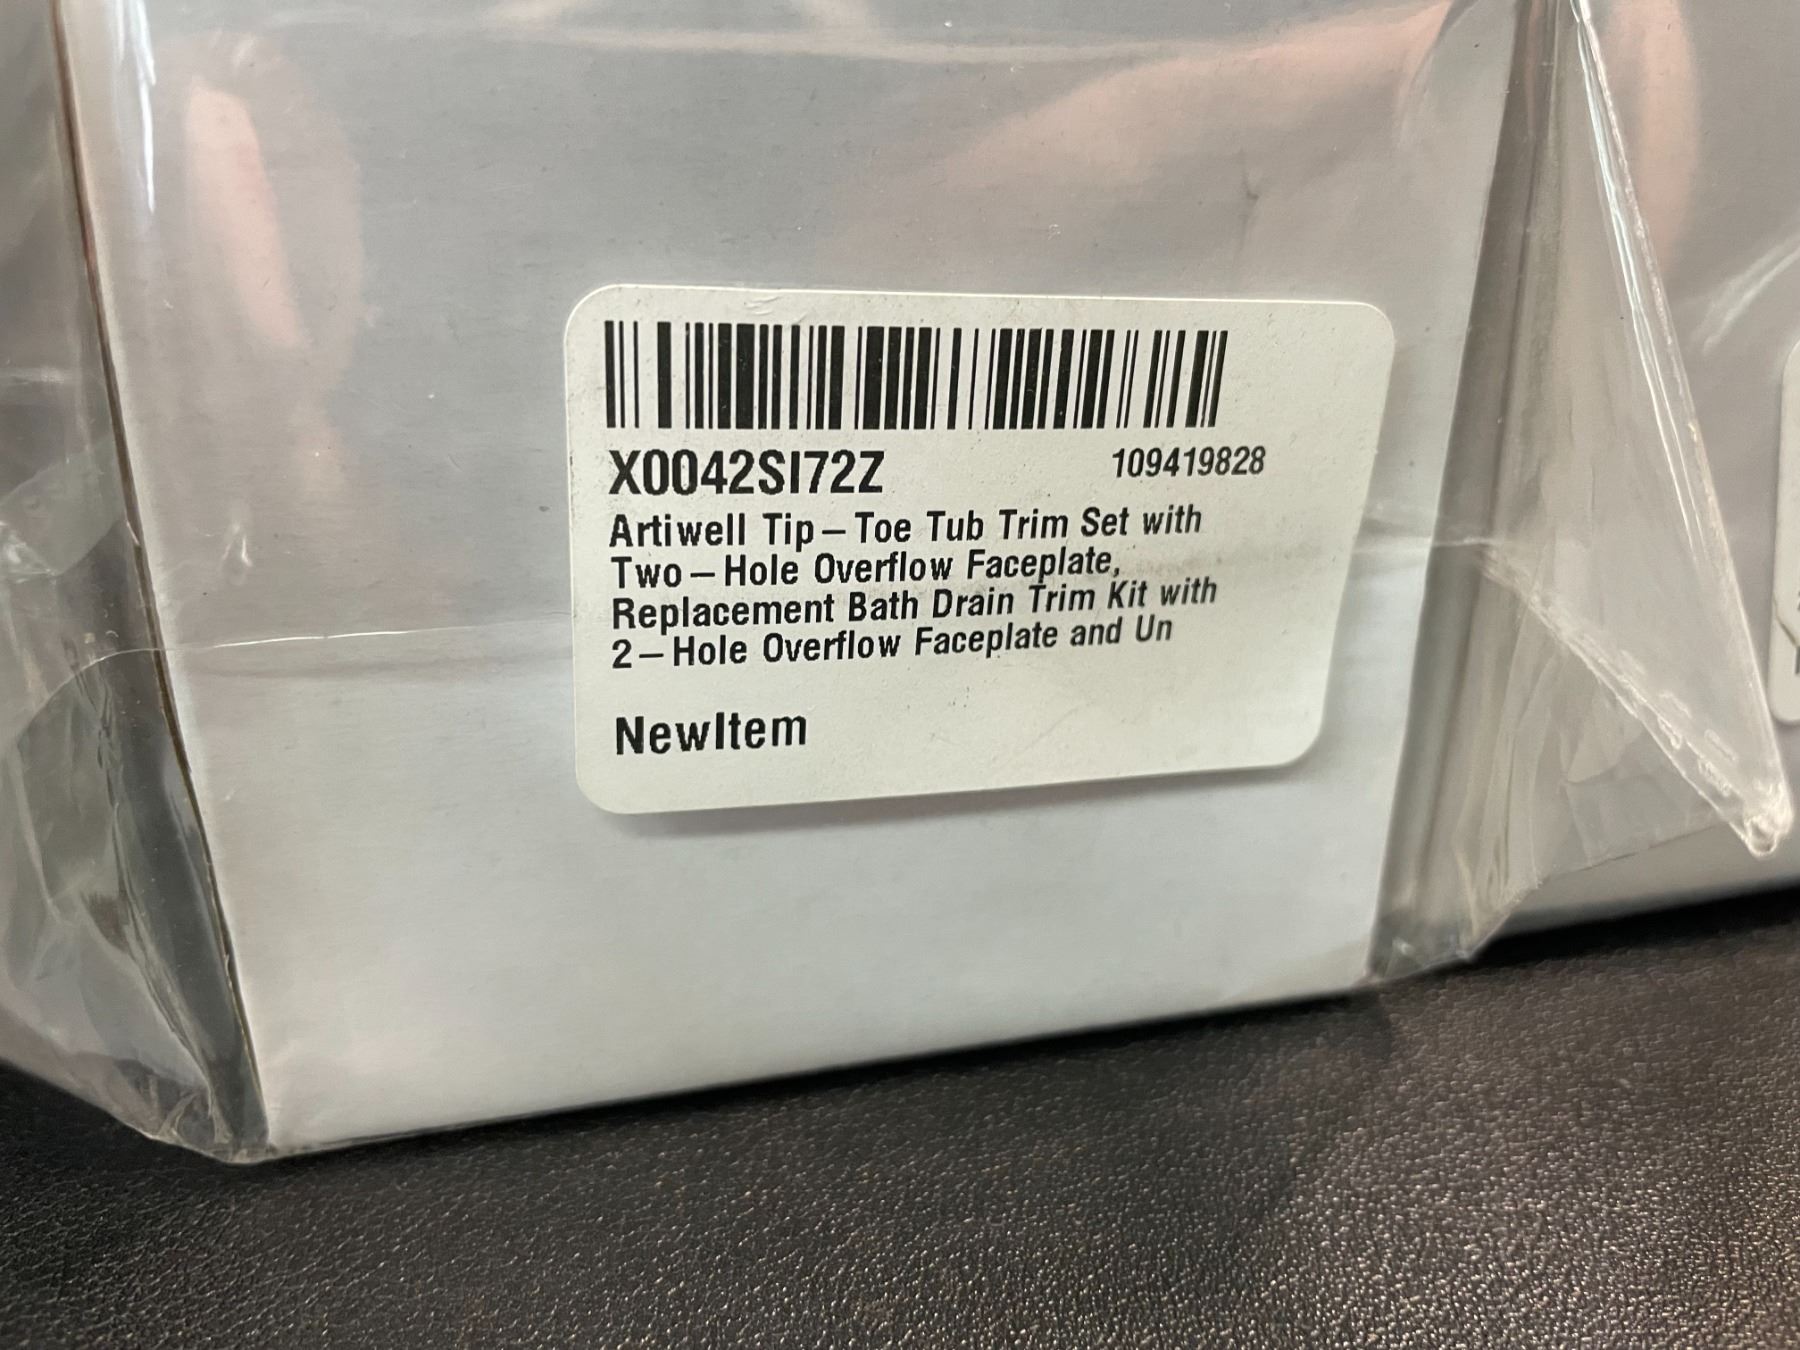 X0042SI72Z 109419828
Artiwell Tip-Toe Tub Trim Set with
Two-Hole Overflow Faceplate,
Replacement Bath Drain Trim Kit with
2-Hole Overflow Faceplate and Un
NewItem